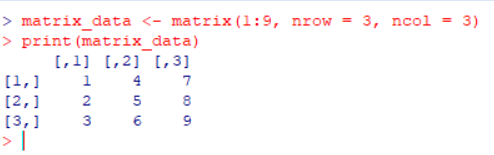 > matrix_data <- matrix(1:9, nrow = 3, ncol = 3)
> print(matrix_data)
     [,1] [,2] [,3]
[1,]    1    4    7
[2,]    2    5    8
[3,]    3    6    9
>